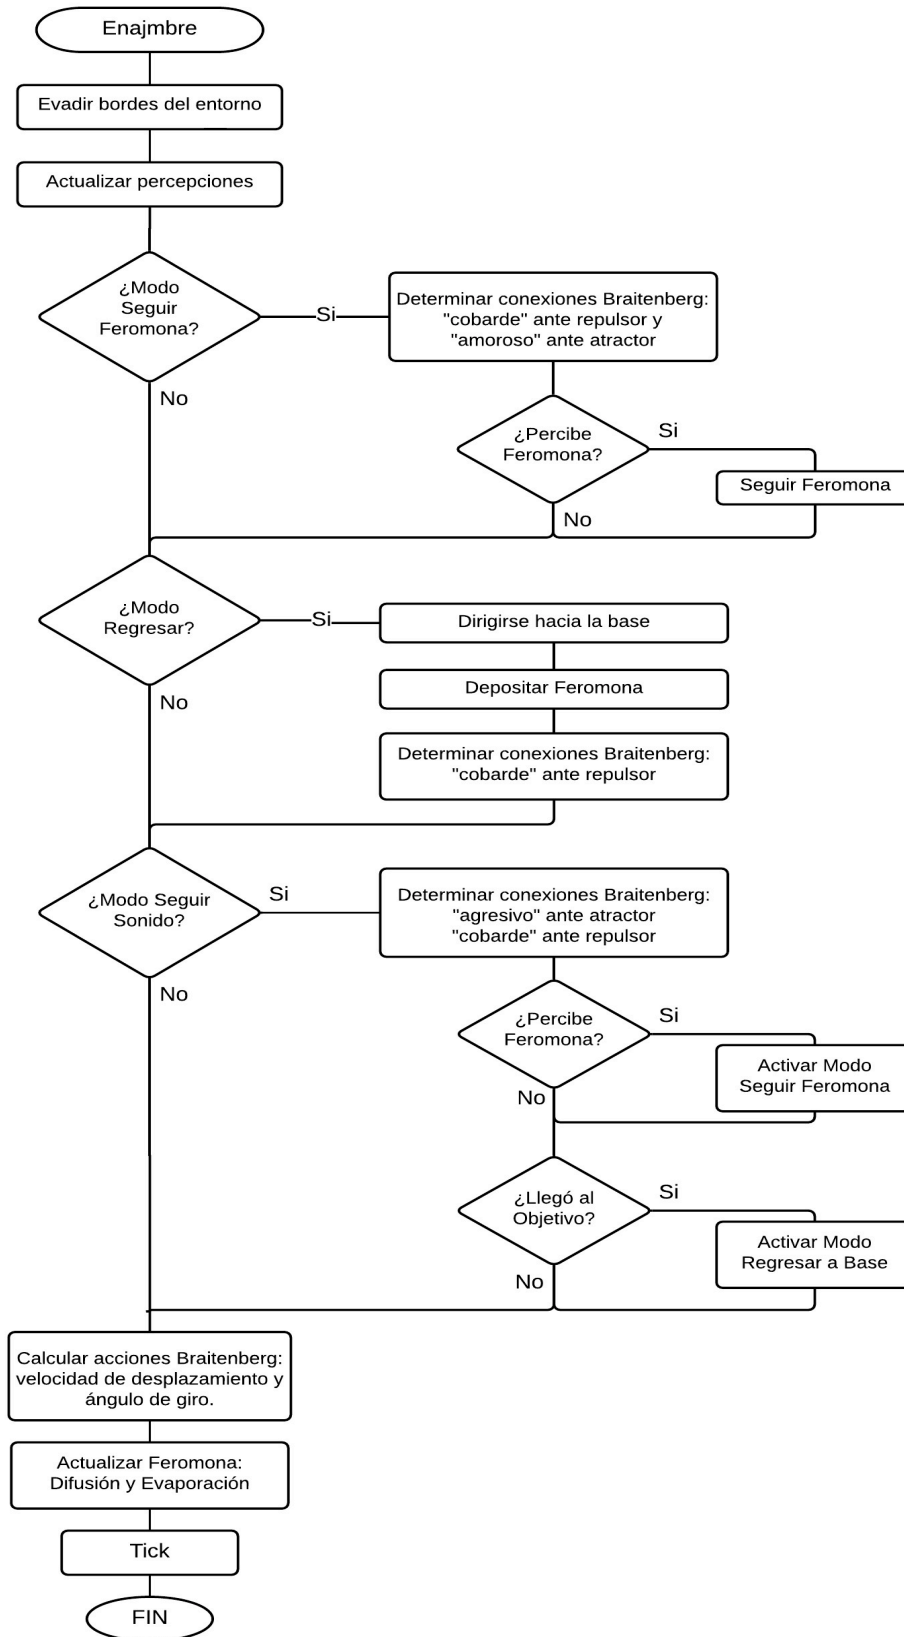 Enajmbre
Evadir bordes del entorno
Actualizar percepciones
¿Modo
Seguir
Feromona?
Si
Determinar conexiones Braitenberg:
"cobarde" ante repulsor y
"amoroso" ante atractor
No
¿Percibe
Feromona?
Si
Seguir Feromona
No
¿Modo
Regresar?
Si
Dirigirse hacia la base
No
Depositar Feromona
Determinar conexiones Braitenberg:
"cobarde" ante repulsor
¿Modo Seguir
Sonido?
Si
Determinar conexiones Braitenberg:
"agresivo" ante atractor
"cobarde" ante repulsor
No
¿Percibe
Feromona?
Si
Activar Modo
Seguir Feromona
No
¿Llegó al
Objetivo?
Si
Activar Modo
Regresar a Base
No
Calcular acciones Braitenberg:
velocidad de desplazamiento y
ángulo de giro.
Actualizar Feromona:
Difusión y Evaporación
Tick
FIN